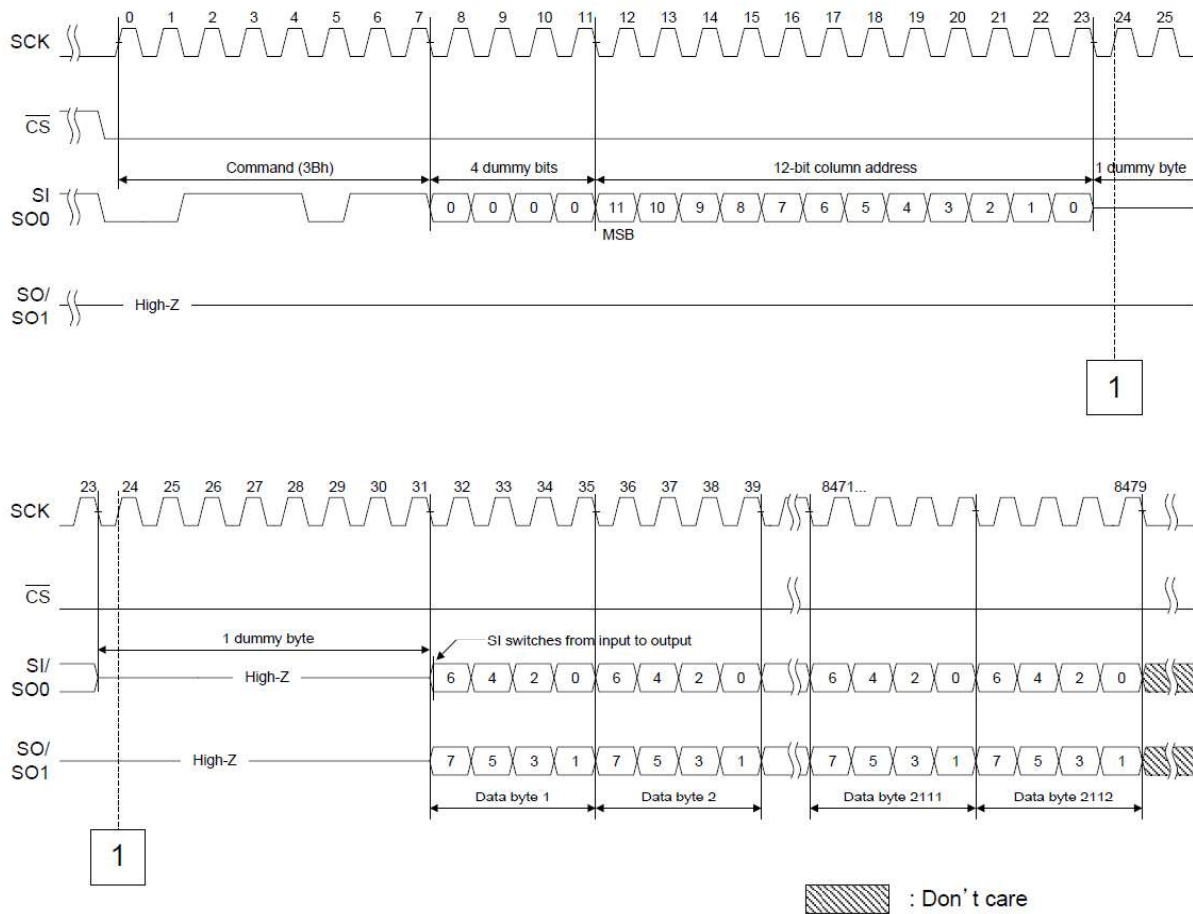 0 1 2 3 4 5 6 7 8 9 10 11 12 13 14 15 16 17 18 19 20 21 22 23 24 25
SCK
CS
Command (3Bh) 4 dummy bits 12-bit column address 1 dummy byte
SI
SO0
0 0 0 0 11 10 9 8 7 6 5 4 3 2 1 0
MSB
SO/
SO1
High-Z
1
23 24 25 26 27 28 29 30 31 32 33 34 35 36 37 38 39 8471... 8479
SCK
CS
1 dummy byte
SI switches from input to output
SI/
SO0
High-Z 6 4 2 0 6 4 2 0 6 4 2 0 6 4 2 0
SO/
SO1
High-Z 7 5 3 1 7 5 3 1 7 5 3 1 7 5 3 1
Data byte 1 Data byte 2 Data byte 2111 Data byte 2112
1
: Don't care